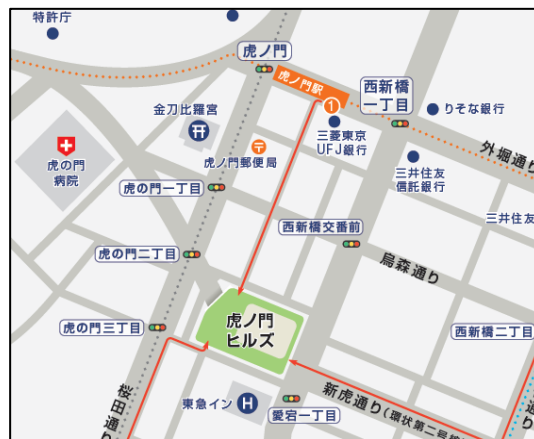 特許庁
虎ノ門
虎ノ門駅
1
西新橋
一丁目
りそな銀行
金刀比羅宮
三菱東京
UFJ銀行
外堀通り
虎の門
病院
虎ノ門郵便局
三井住友
信託銀行
虎の門一丁目
三井住友
西新橋交番前
虎の門二丁目
烏森通り
虎の門三丁目
虎ノ門
ヒルズ
西新橋二丁目
桜田通り
東急イン
H
愛宕一丁目
新虎通り(環状第二号線
通り